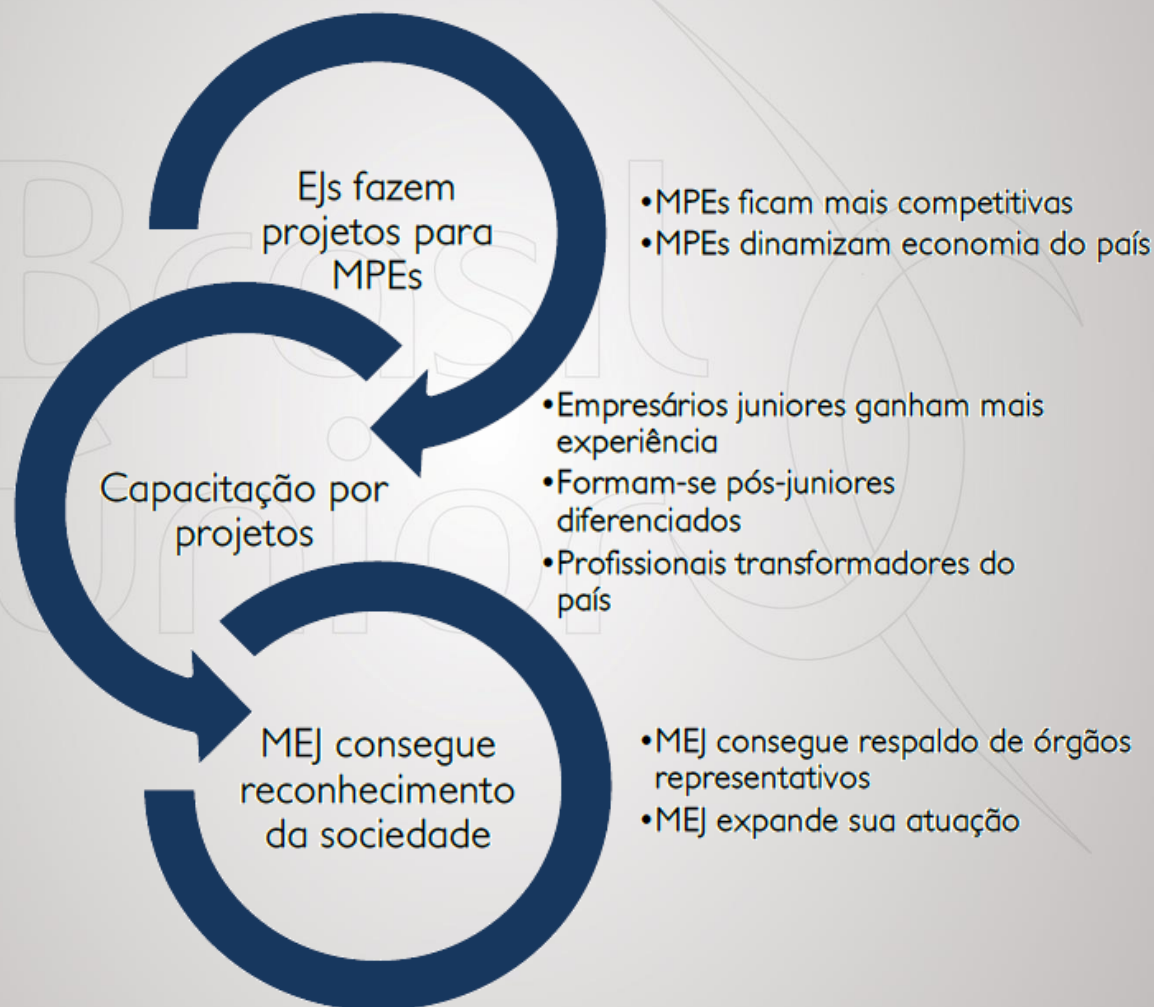 EJs fazem
projetos para
MPEs
•MPEs ficam mais competitivas
•MPEs dinamizam economia do país
Capacitação por
projetos
•Empresários juniores ganham mais
experiência
•Formam-se pós-juniores
diferenciados
•Profissionais transformadores do
país
MEJ consegue
reconhecimento
da sociedade
•MEJ consegue respaldo de órgãos
representativos
•MEJ expande sua atuação
Brasil
Júnior